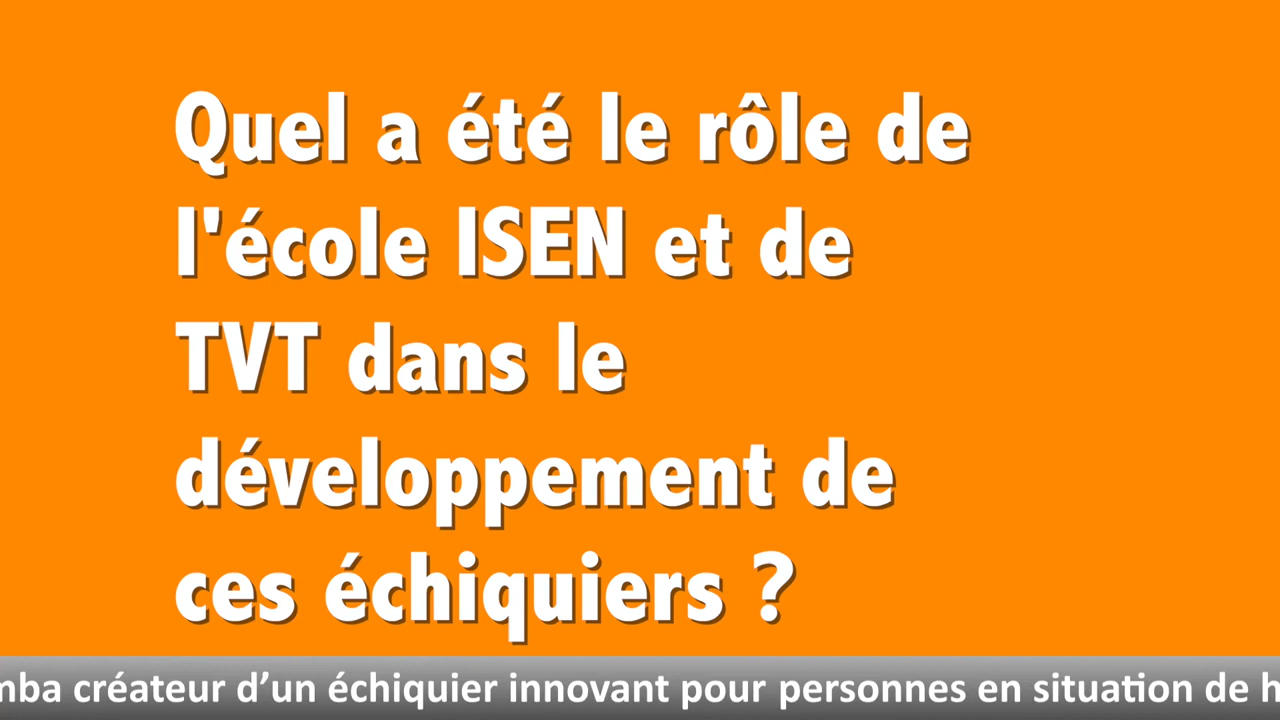 Quel a été le rôle de
l'école ISEN et de
TVT dans le
développement de
ces échiquiers ?
créateur d’un échiquier innovant pour personnes en situation de